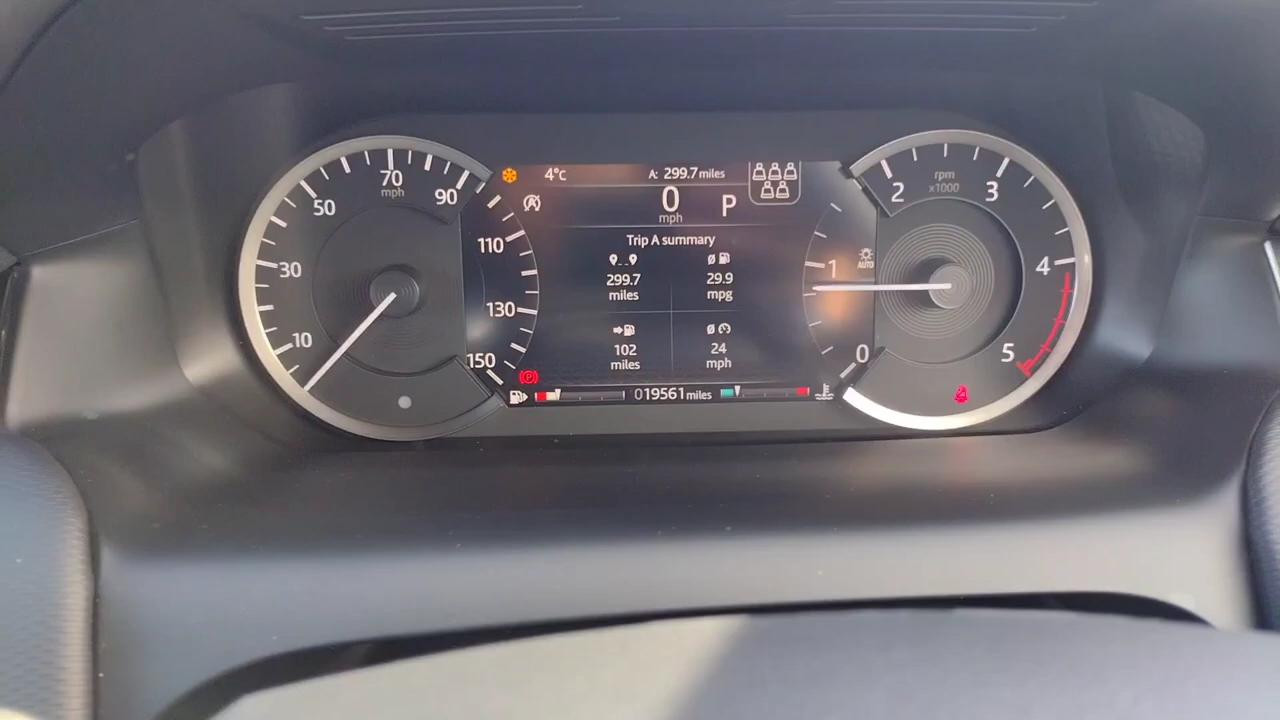 4°c A: 299.7 miles
0
mph
P
Trip A summary
299.7
miles
29.9
mpg
102
miles
24
mph
019561 miles
10
30
50
70
mph
90
110
130
150
0
1
AUTO
2
rpm
x1000
3
4
5
P